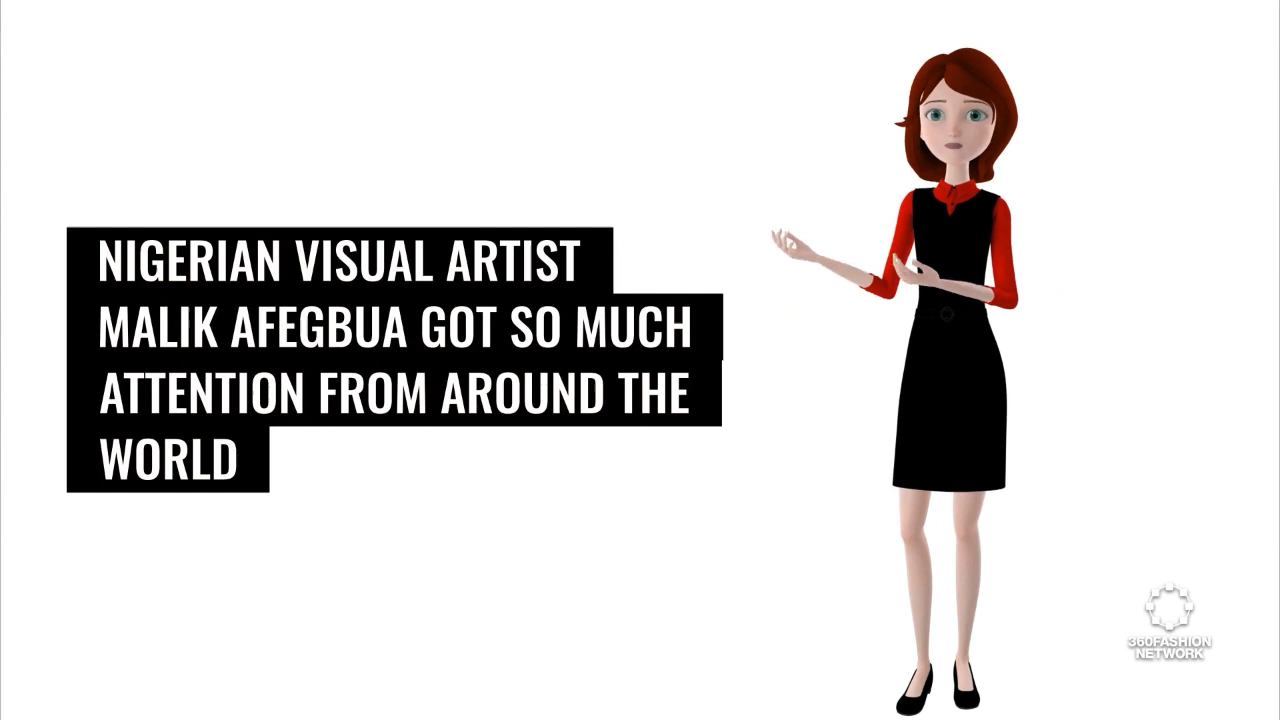 NIGERIAN VISUAL ARTIST
MALIK AFEGBUA GOT SO MUCH
ATTENTION FROM AROUND THE
WORLD
360FASHION
NETWORK